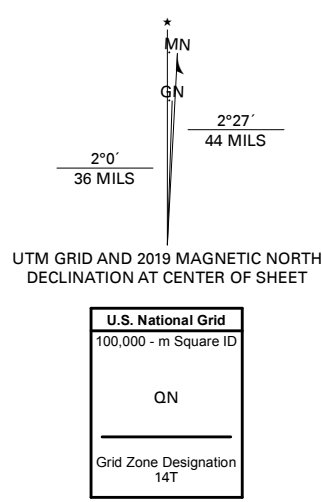 ★
MN
GN
2°27´
44 MILS
2°0´
36 MILS
UTM GRID AND 2019 MAGNETIC NORTH
DECLINATION AT CENTER OF SHEET
U.S. National Grid
100,000 - m Square ID
QN
Grid Zone Designation
14T